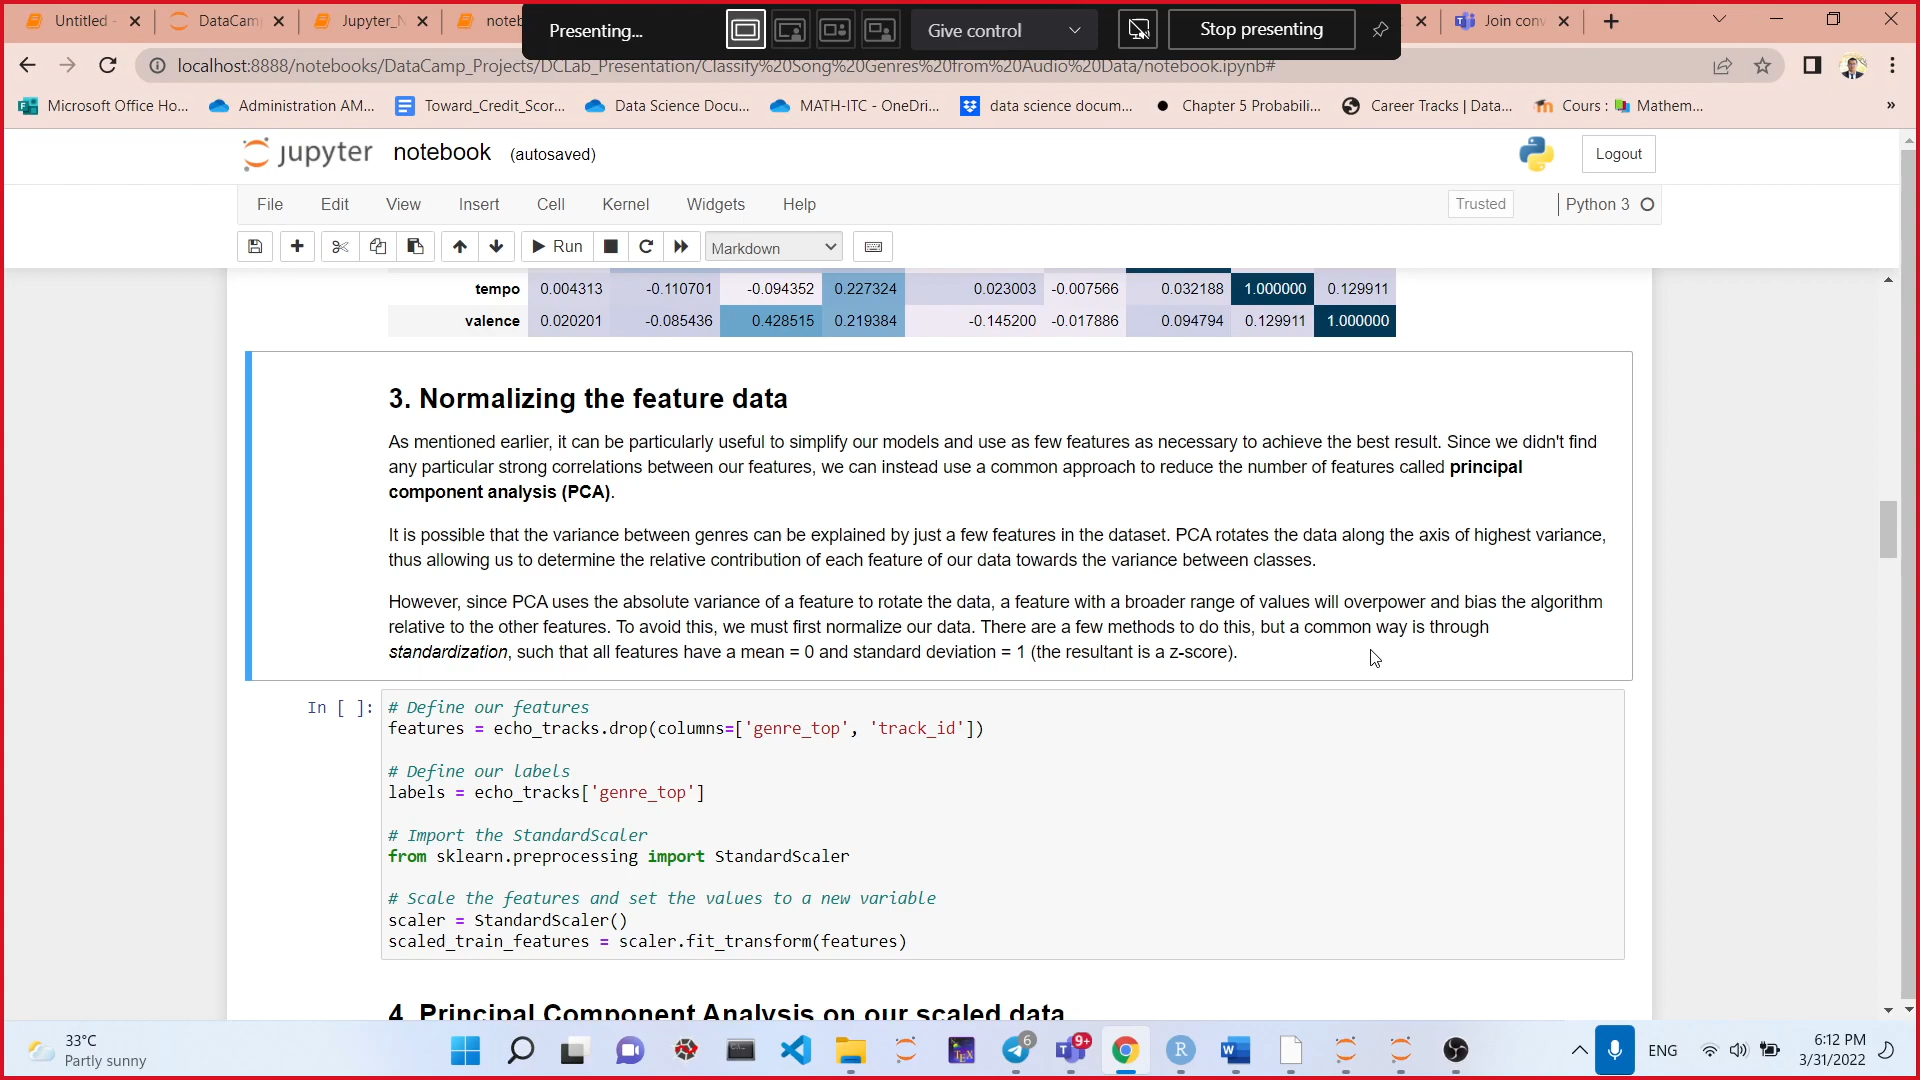 Untitled
DataCam
Jupyter_N
noteb
Presenting...
Give control
Stop presenting
Join conv
localhost:8888/notebooks/DataCamp_Projects/DCLab_Presentation/Classify%20Song%20Genres%20from%20Audio%20Data/notebook.ipynb#
Microsoft Office Ho...
Administration AM...
Toward_Credit_Scor...
Data Science Docu...
MATH-ITC - OneDri...
data science docum...
Chapter 5 Probabili...
Career Tracks | Data...
Cours : Mathem...
»
jupyter notebook (autosaved)
Logout
File Edit View Insert Cell Kernel Widgets Help
Trusted
Python 3
Run
Markdown
tempo 0.004313 -0.110701 -0.094352 0.227324 0.023003 -0.007566 0.032188 1.000000 0.129911
valence 0.020201 -0.085436 0.428515 0.219384 -0.145200 -0.017886 0.094794 0.129911 1.000000
3. Normalizing the feature data
As mentioned earlier, it can be particularly useful to simplify our models and use as few features as necessary to achieve the best result. Since we didn't find
any particular strong correlations between our features, we can instead use a common approach to reduce the number of features called principal
component analysis (PCA).
It is possible that the variance between genres can be explained by just a few features in the dataset. PCA rotates the data along the axis of highest variance,
thus allowing us to determine the relative contribution of each feature of our data towards the variance between classes.
However, since PCA uses the absolute variance of a feature to rotate the data, a feature with a broader range of values will overpower and bias the algorithm
relative to the other features. To avoid this, we must first normalize our data. There are a few methods to do this, but a common way is through
standardization, such that all features have a mean = 0 and standard deviation = 1 (the resultant is a z-score).
In [ ]:
# Define our features
features = echo_tracks.drop(columns=['genre_top', 'track_id'])
# Define our labels
labels = echo_tracks['genre_top']
# Import the StandardScaler
from sklearn.preprocessing import StandardScaler
# Scale the features and set the values to a new variable
scaler = StandardScaler()
scaled_train_features = scaler.fit_transform(features)
4. Principal Component Analysis on our scaled data
33°C
Partly sunny
TEX
6
9+
R
W
ENG
6:12 PM
3/31/2022